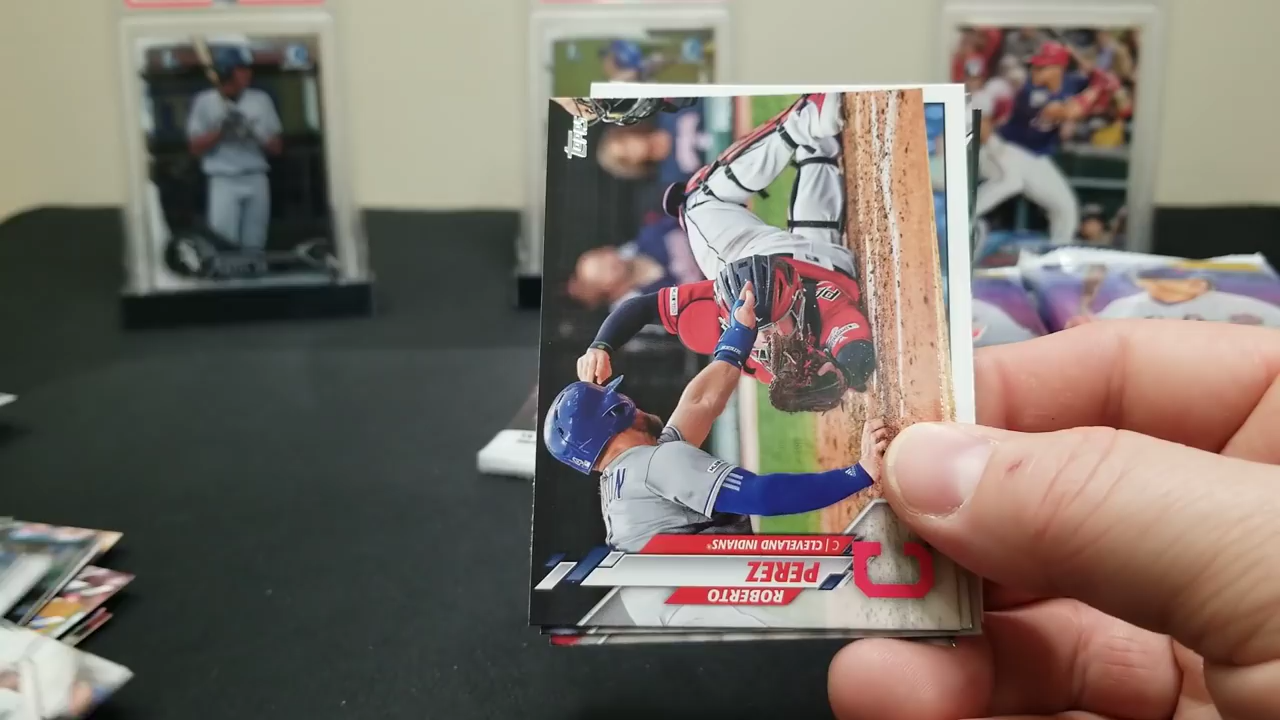 Topps
ROBERTO
PEREZ
C | CLEVELAND INDIANS®
C